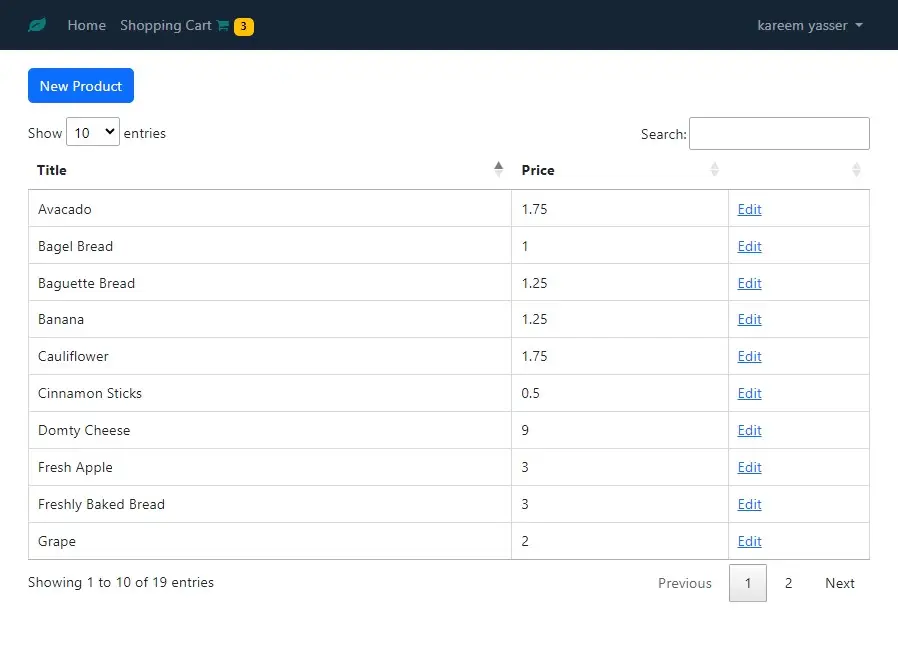 Home Shopping Cart 3 kareem yasser
New Product
Show 10 entries Search:
Title Price
Avacado 1.75 Edit
Bagel Bread 1 Edit
Baguette Bread 1.25 Edit
Banana 1.25 Edit
Cauliflower 1.75 Edit
Cinnamon Sticks 0.5 Edit
Domty Cheese 9 Edit
Fresh Apple 3 Edit
Freshly Baked Bread 3 Edit
Grape 2 Edit
Showing 1 to 10 of 19 entries Previous 1 2 Next